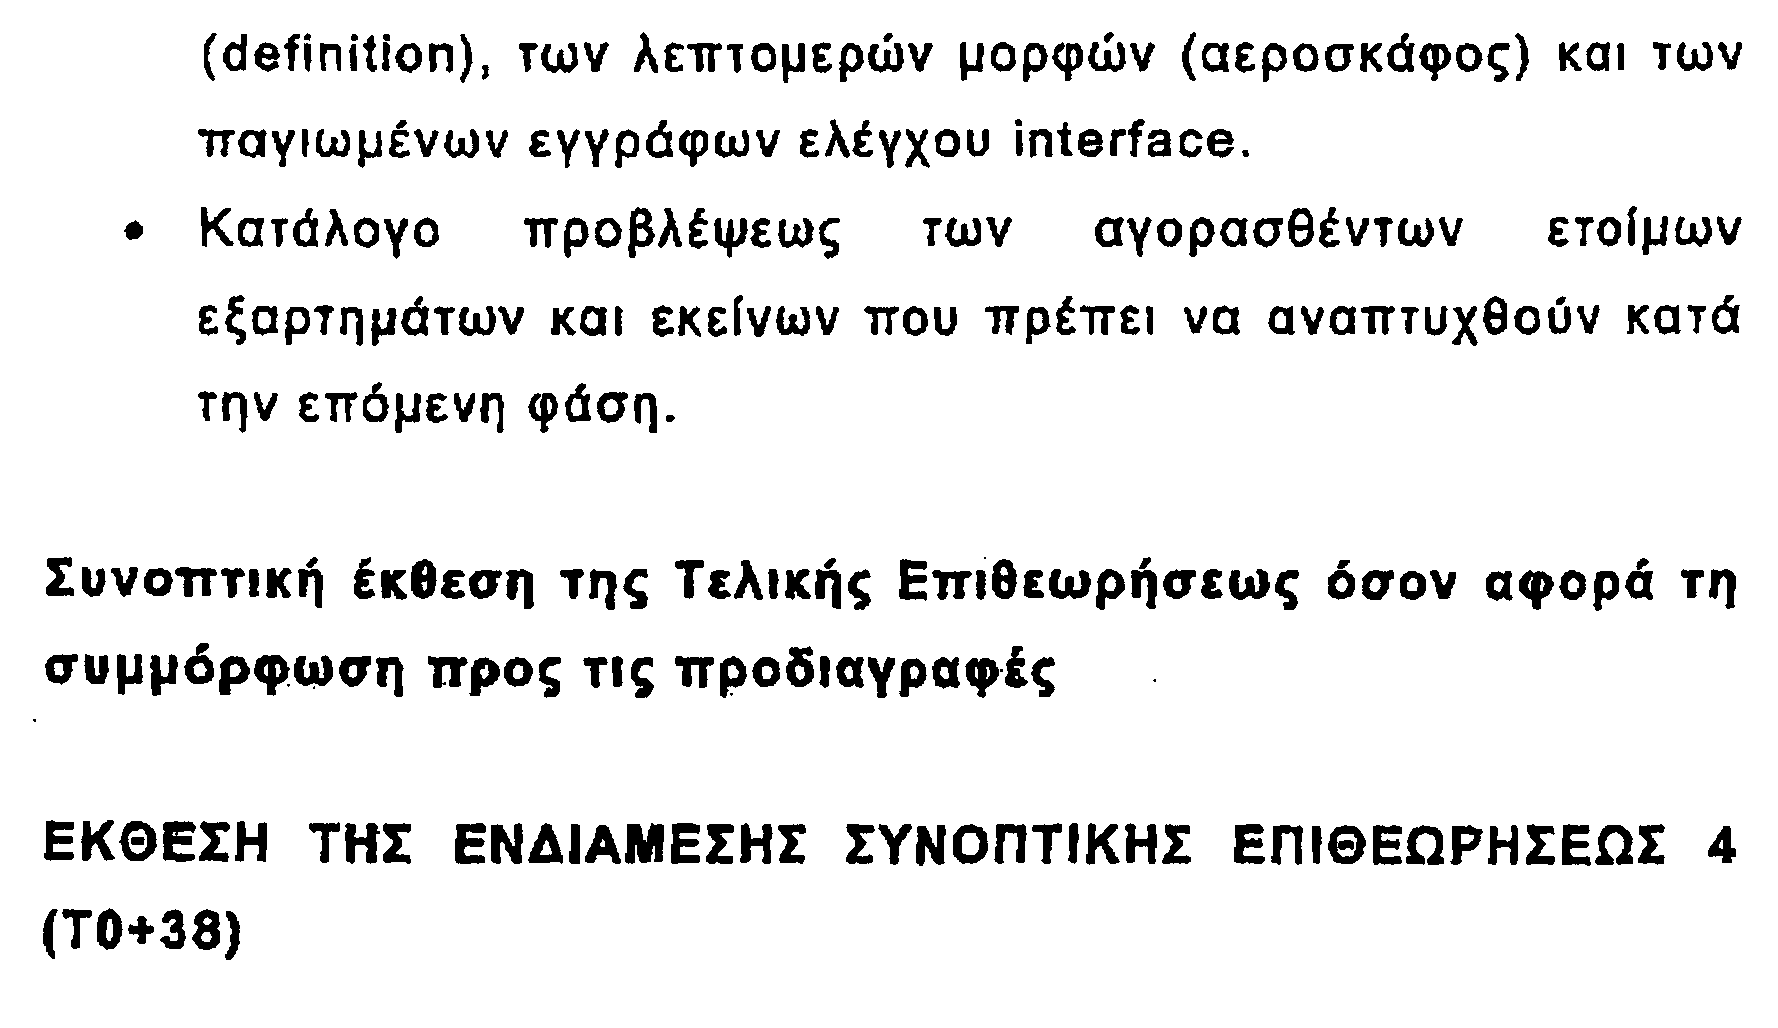 (definition), των λεπτομερών μορφών (αεροσκάφος) και των
παγιωμένων εγγράφων ελέγχου interface.
• Κατάλογο προβλέψεως των αγορασθέντων ετοίμων
εξαρτημάτων και εκείνων που πρέπει να αναπτυχθούν κατά
την επόμενη φάση.
Συνοπτική έκθεση της Τελικής Επιθεωρήσεως όσον αφορά τη
συμμόρφωση προς τις προδιαγραφές
ΕΚΘΕΣΗ ΤΗΣ ΕΝΔΙΑΜΕΣΗΣ ΣΥΝΟΠΤΙΚΗΣ ΕΠΙΘΕΩΡΗΣΕΩΣ 4
(Τ0+38)